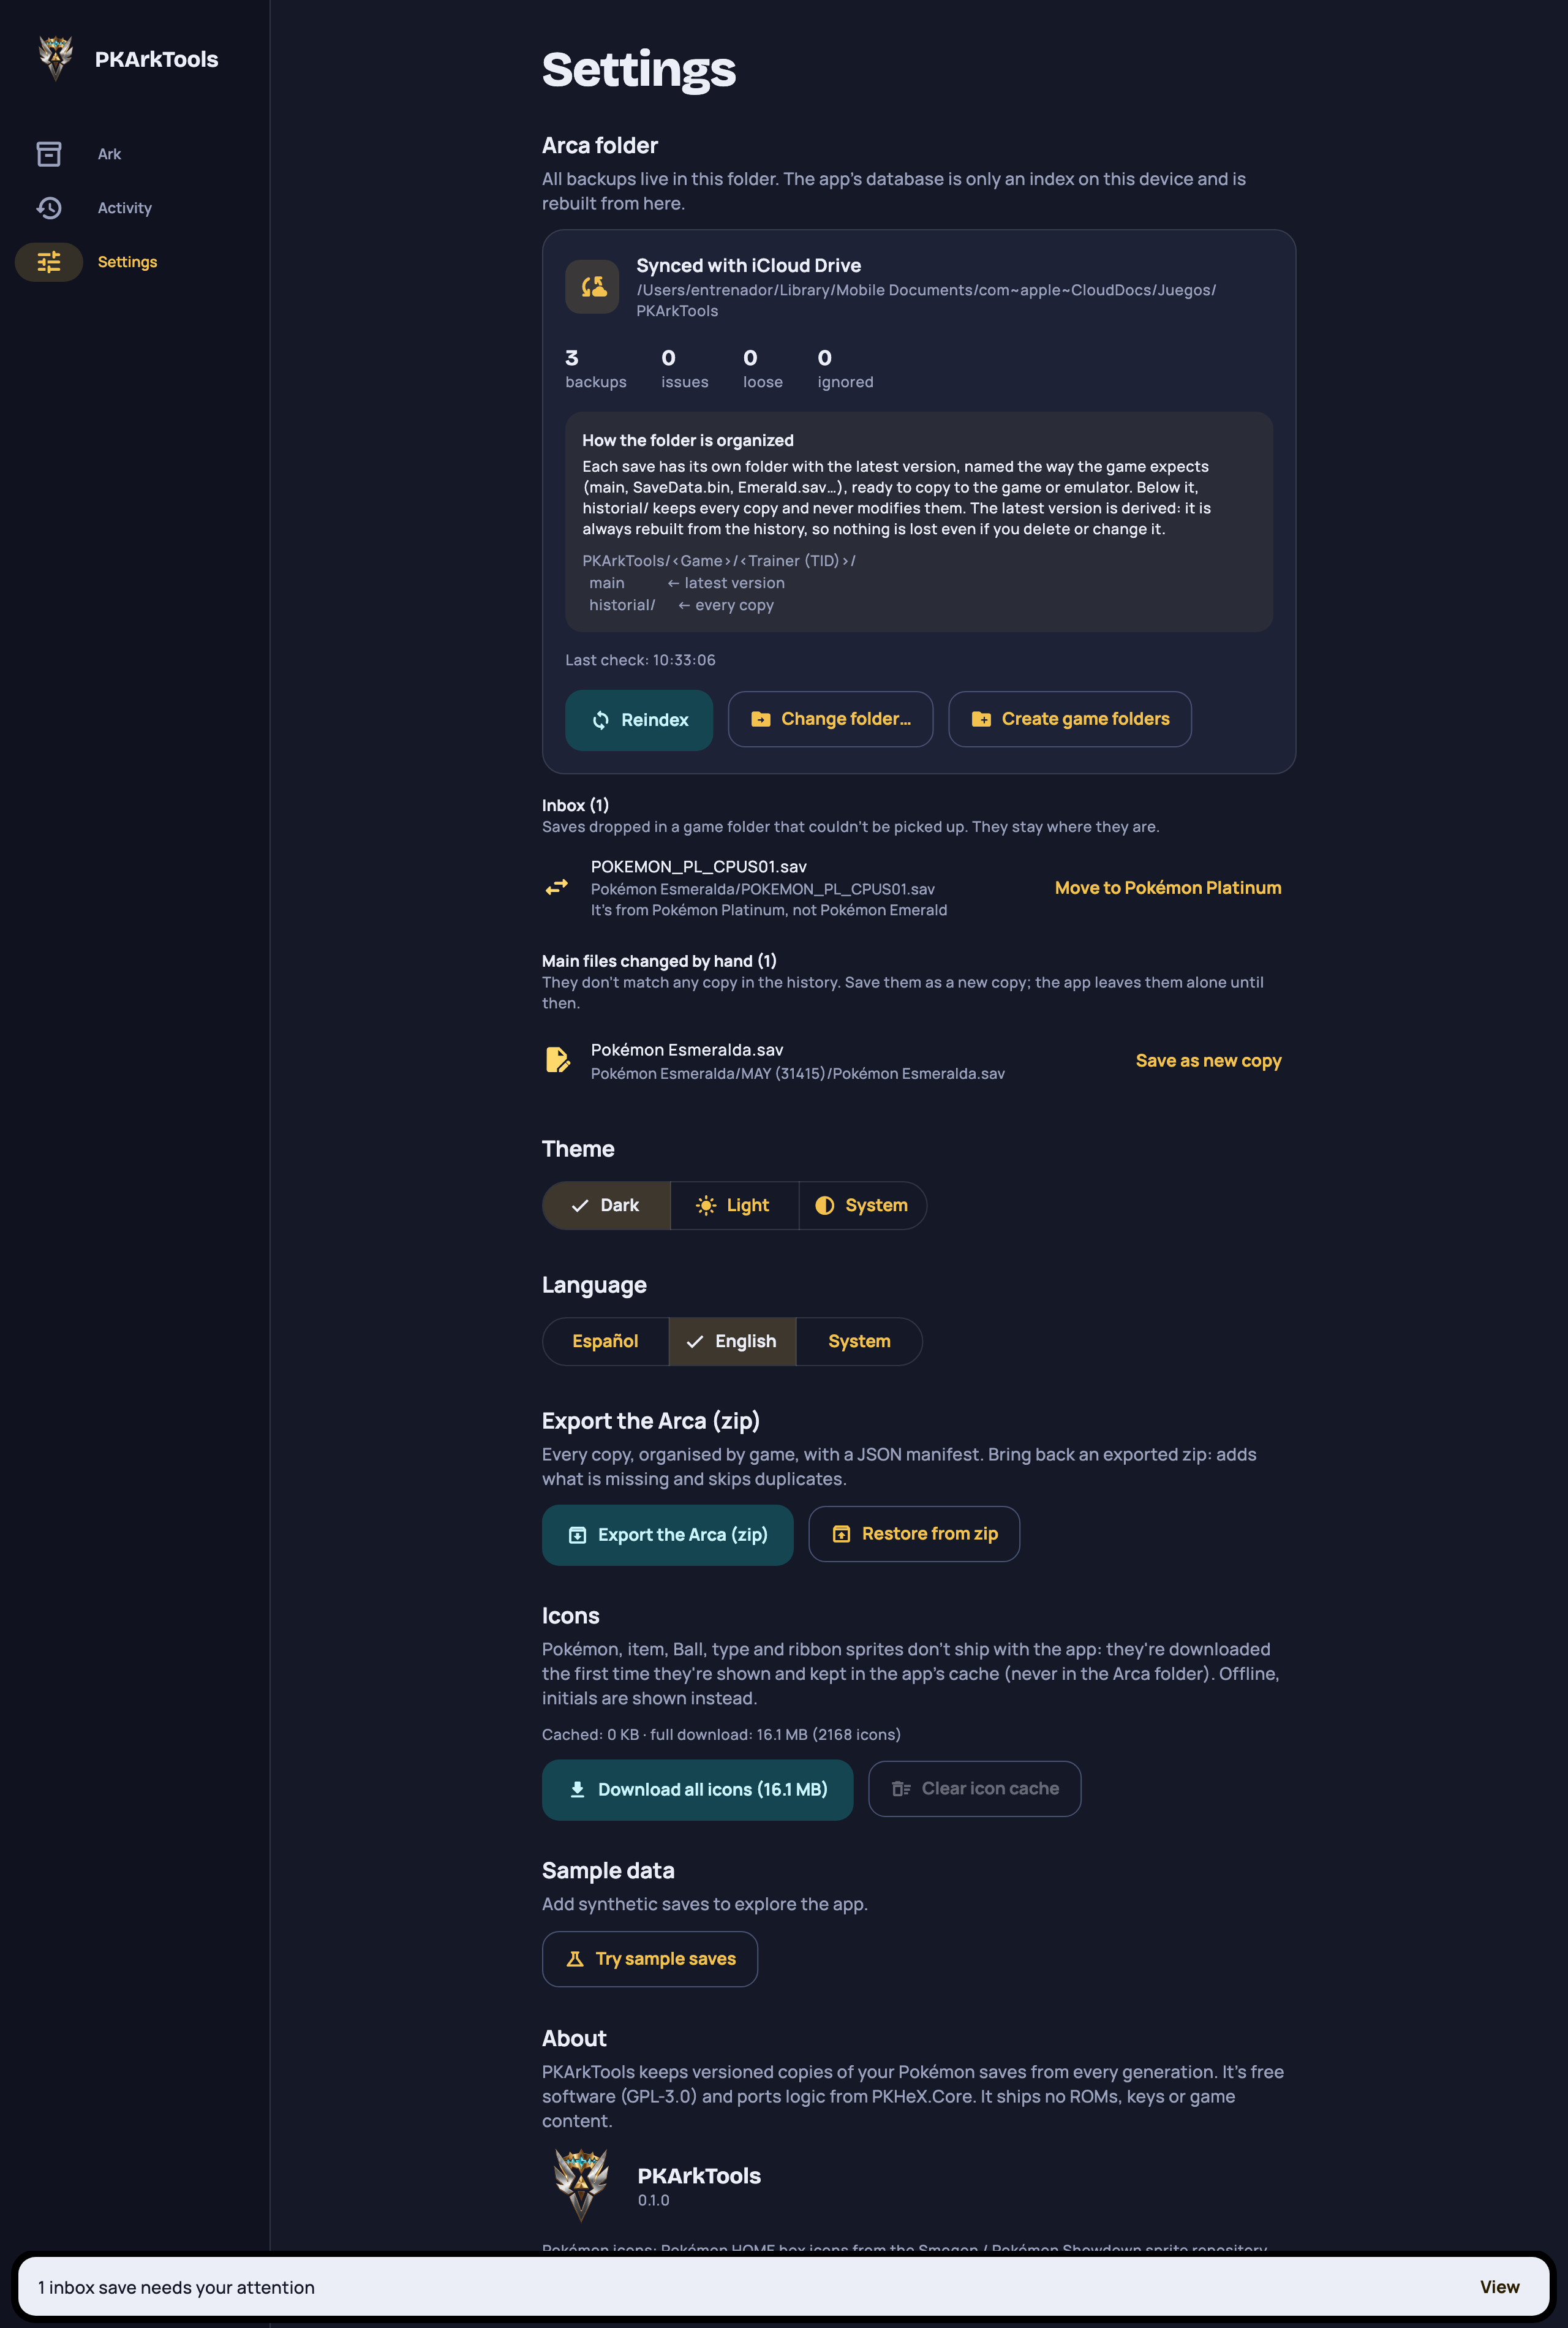 PKArkTools
Ark
Activity
Settings
Settings
Arca folder
All backups live in this folder. The app's database is only an index on this device and is
rebuilt from here.
Synced with iCloud Drive
/Users/entrenador/Library/Mobile Documents/com~apple~CloudDocs/Juegos/
PKArkTools
3 0 0 0
backups issues loose ignored
How the folder is organized
Each save has its own folder with the latest version, named the way the game expects
(main, SaveData.bin, Emerald.sav…), ready to copy to the game or emulator. Below it,
historial/ keeps every copy and never modifies them. The latest version is derived: it is
always rebuilt from the history, so nothing is lost even if you delete or change it.
PKArkTools/<Game>/<Trainer (TID)>/
main ← latest version
historial/ ← every copy
Last check: 10:33:06
Reindex Change folder… Create game folders
Inbox (1)
Saves dropped in a game folder that couldn't be picked up. They stay where they are.
POKEMON_PL_CPUS01.sav
Pokémon Esmeralda/POKEMON_PL_CPUS01.sav
It's from Pokémon Platinum, not Pokémon Emerald
Move to Pokémon Platinum
Main files changed by hand (1)
They don't match any copy in the history. Save them as a new copy; the app leaves them alone until
then.
Pokémon Esmeralda.sav
Pokémon Esmeralda/MAY (31415)/Pokémon Esmeralda.sav
Save as new copy
Theme
Dark Light System
Language
Español English System
Export the Arca (zip)
Every copy, organised by game, with a JSON manifest. Bring back an exported zip: adds
what is missing and skips duplicates.
Export the Arca (zip) Restore from zip
Icons
Pokémon, item, Ball, type and ribbon sprites don't ship with the app: they're downloaded
the first time they're shown and kept in the app's cache (never in the Arca folder). Offline,
initials are shown instead.
Cached: 0 KB · full download: 16.1 MB (2168 icons)
Download all icons (16.1 MB) Clear icon cache
Sample data
Add synthetic saves to explore the app.
Try sample saves
About
PKArkTools keeps versioned copies of your Pokémon saves from every generation. It's free
software (GPL-3.0) and ports logic from PKHeX.Core. It ships no ROMs, keys or game
content.
PKArkTools
0.1.0
Pokémon icons: Pokémon HOME box icons from the Smogon / Pokémon Showdown sprite repository
1 inbox save needs your attention
View